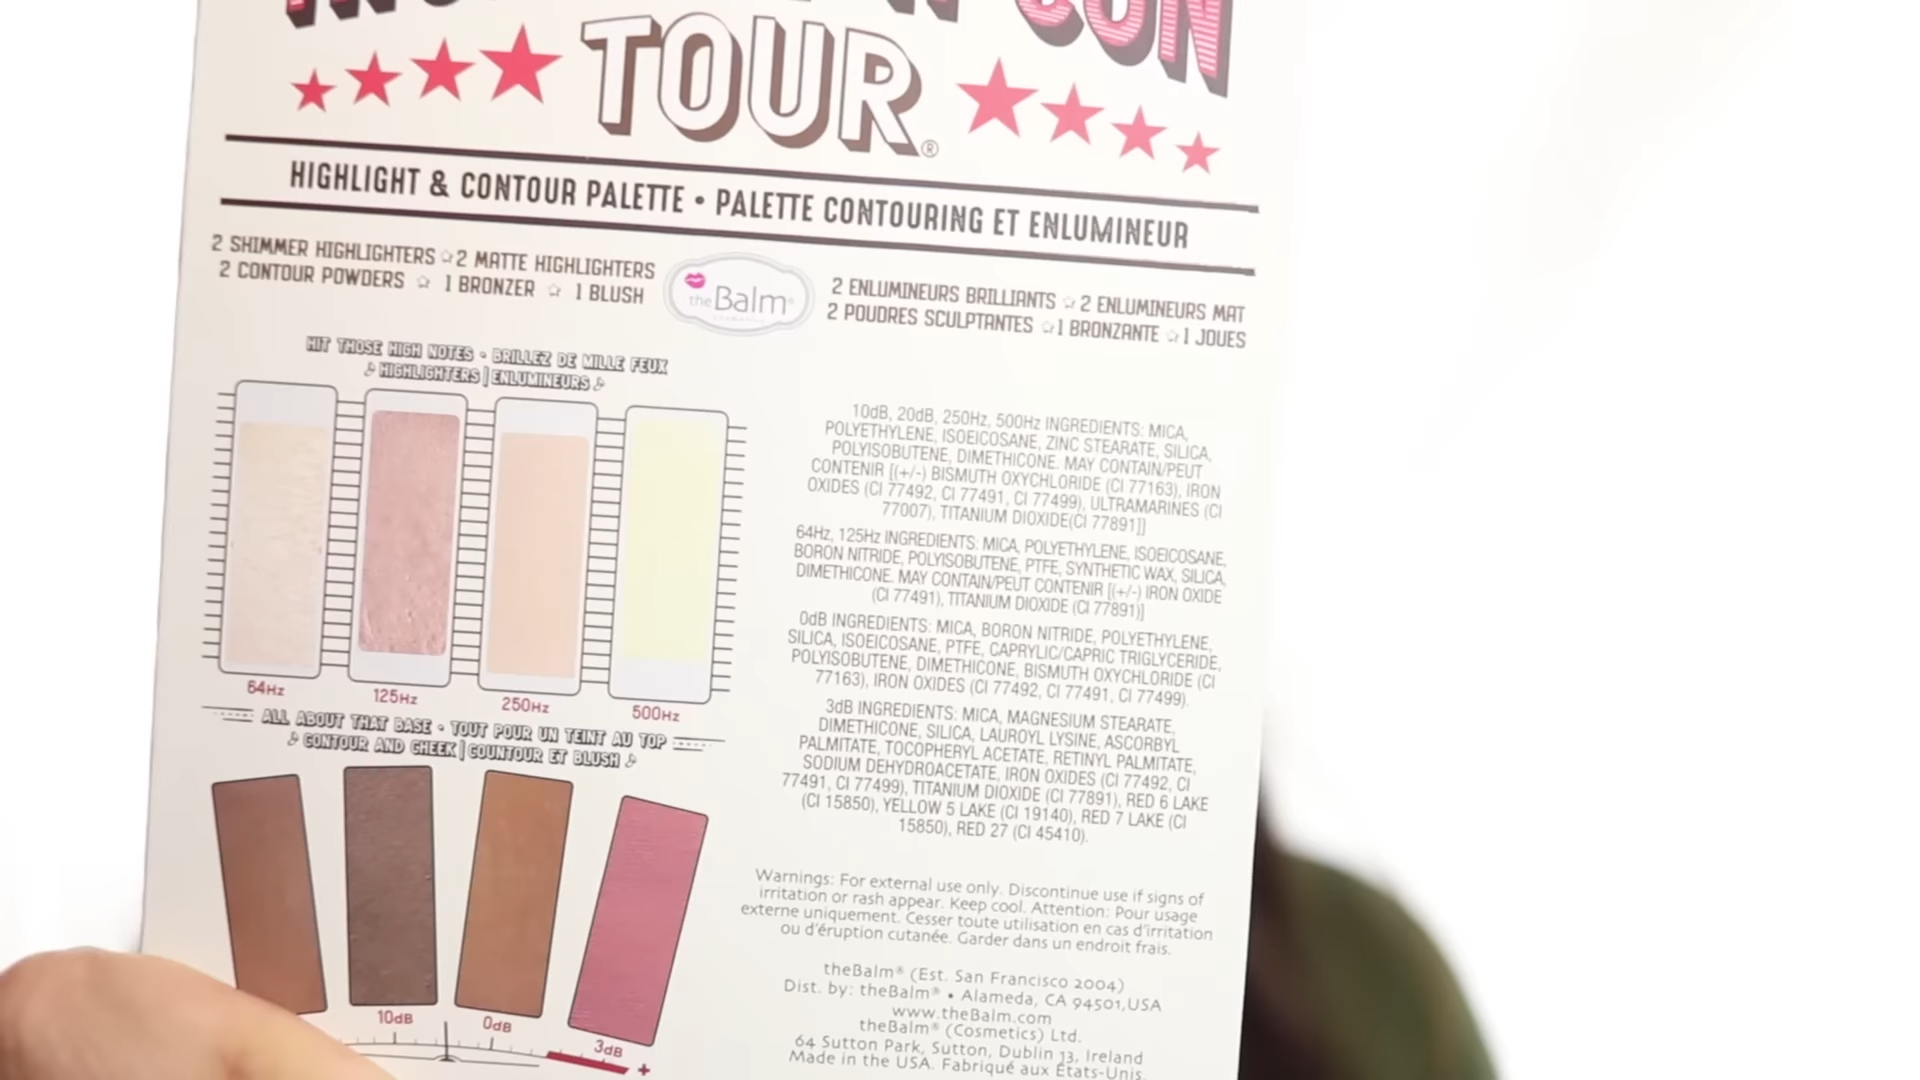 TOUR®
HIGHLIGHT & CONTOUR PALETTE • PALETTE CONTOURING ET ENLUMINEUR
2 SHIMMER HIGHLIGHTERS ☆ 2 MATTE HIGHLIGHTERS
2 CONTOUR POWDERS ☆ 1 BRONZER ☆ 1 BLUSH
theBalm®
COSMETICS
2 ENLUMINEURS BRILLIANTS ☆ 2 ENLUMINEURS MAT
2 POUDRES SCULPTANTES ☆ 1 BRONZANTE ☆ 1 JOUES
HIT THOSE HIGH NOTES • BRILLEZ DE MILLE FEUX
♪ HIGHLIGHTERS | ENLUMINEURS ♪
64Hz
125Hz
250Hz
500Hz
ALL ABOUT THAT BASE • TOUT POUR UN TEINT AU TOP
♪ CONTOUR AND CHEEK | COUNTOUR ET BLUSH ♪
10dB
0dB
3dB
+
10dB, 20dB, 250Hz, 500Hz INGREDIENTS: MICA,
POLYETHYLENE, ISOEICOSANE, ZINC STEARATE, SILICA,
POLYISOBUTENE, DIMETHICONE. MAY CONTAIN/PEUT
CONTENIR [(+/-) BISMUTH OXYCHLORIDE (CI 77163), IRON
OXIDES (CI 77492, CI 77491, CI 77499), ULTRAMARINES (CI
77007), TITANIUM DIOXIDE(CI 77891]]
64Hz, 125Hz INGREDIENTS: MICA, POLYETHYLENE, ISOEICOSANE,
BORON NITRIDE, POLYISOBUTENE, PTFE, SYNTHETIC WAX, SILICA,
DIMETHICONE. MAY CONTAIN/PEUT CONTENIR [(+/-) IRON OXIDE
(CI 77491), TITANIUM DIOXIDE (CI 77891)]
0dB INGREDIENTS: MICA, BORON NITRIDE, POLYETHYLENE,
SILICA, ISOEICOSANE, PTFE, CAPRYLIC/CAPRIC TRIGLYCERIDE,
POLYISOBUTENE, DIMETHICONE, BISMUTH OXYCHLORIDE (CI
77163), IRON OXIDES (CI 77492, CI 77491, CI 77499).
3dB INGREDIENTS: MICA, MAGNESIUM STEARATE,
DIMETHICONE, SILICA, LAUROYL LYSINE, ASCORBYL
PALMITATE, TOCOPHERYL ACETATE, RETINYL PALMITATE,
SODIUM DEHYDROACETATE, IRON OXIDES (CI 77492, CI
77491, CI 77499), TITANIUM DIOXIDE (CI 77891), RED 6 LAKE
(CI 15850), YELLOW 5 LAKE (CI 19140), RED 7 LAKE (CI
15850), RED 27 (CI 45410).
Warnings: For external use only. Discontinue use if signs of
irritation or rash appear. Keep cool. Attention: Pour usage
externe uniquement. Cesser toute utilisation en cas d'irritation
ou d'éruption cutanée. Garder dans un endroit frais.
theBalm® (Est. San Francisco 2004)
Dist. by: theBalm® • Alameda, CA 94501,USA
www.theBalm.com
theBalm® (Cosmetics) Ltd.
64 Sutton Park, Sutton, Dublin 13, Ireland
Made in the USA. Fabriqué aux États-Unis.